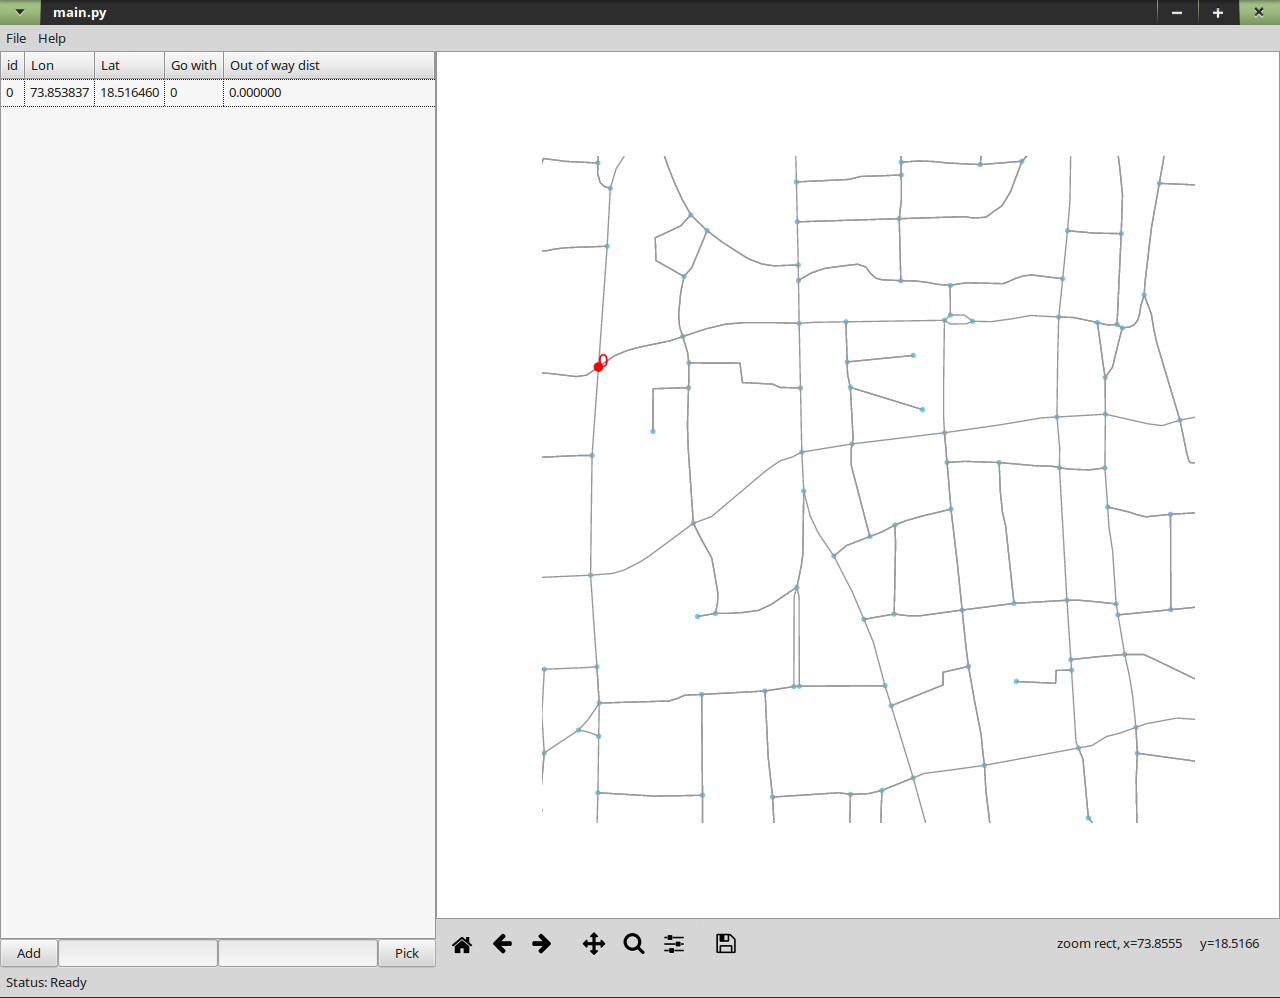 main.py
File Help
id Lon Lat Go with Out of way dist
0 73.853837 18.516460 0 0.000000
0
Add Pick
zoom rect, x=73.8555 y=18.5166
Status: Ready